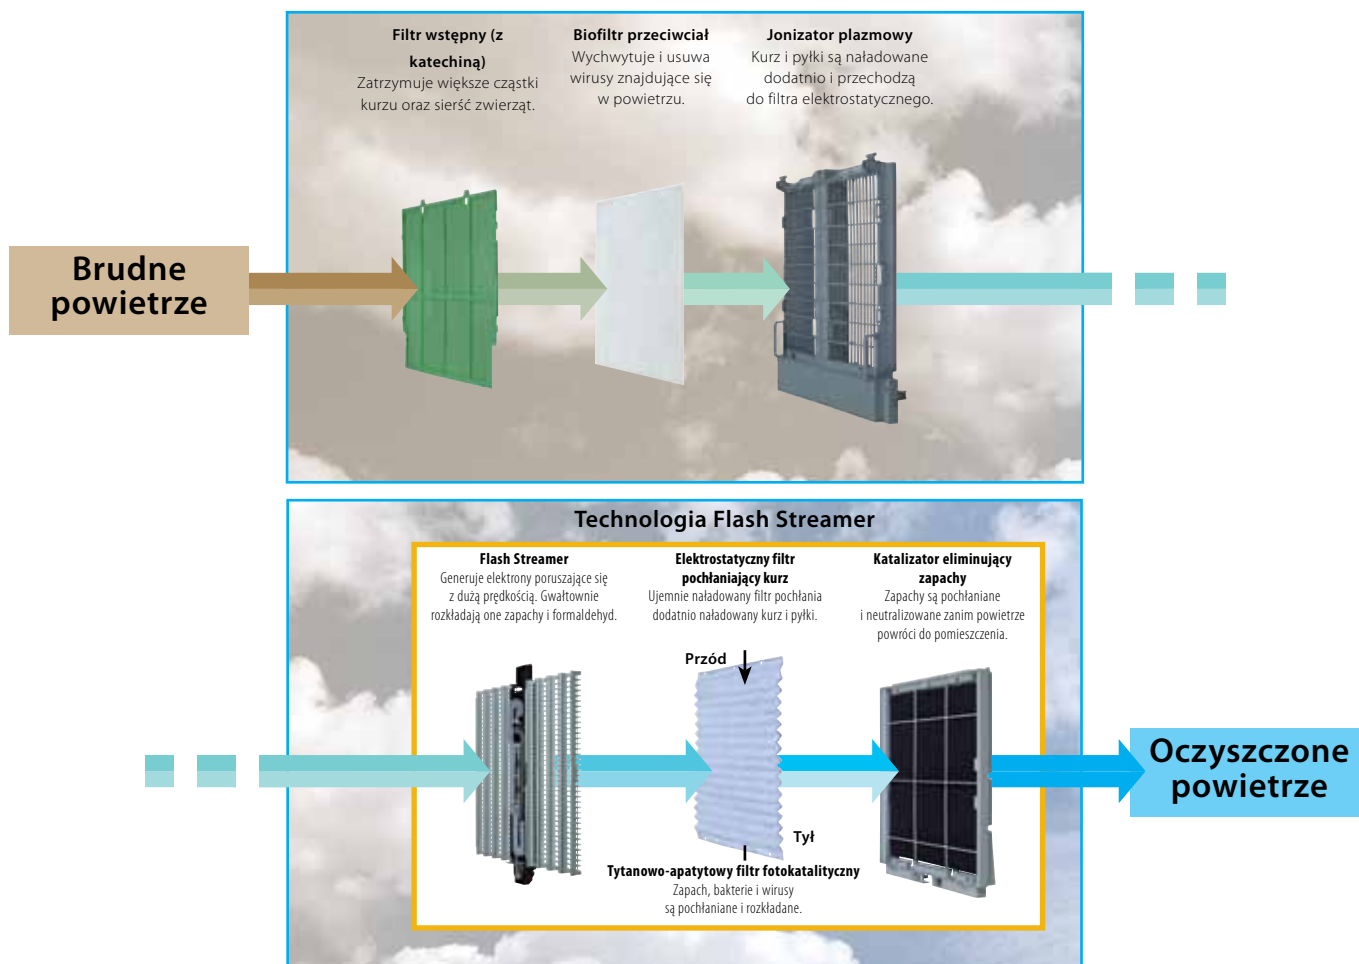 Filtr wstępny (z
katechiną)
Zatrzymuje większe cząstki
kurzu oraz sierść zwierząt.
Biofiltr przeciwciał
Wychwytuje i usuwa
wirusy znajdujące się
w powietrzu.
Jonizator plazmowy
Kurz i pyłki są naładowane
dodatnio i przechodzą
do filtra elektrostatycznego.
Brudne
powietrze
Technologia Flash Streamer
Flash Streamer
Generuje elektrony poruszające się
z dużą prędkością. Gwałtownie
rozkładają one zapachy i formaldehyd.
Elektrostatyczny filtr
pochłaniający kurz
Ujemnie naładowany filtr pochłania
dodatnio naładowany kurz i pyłki.
Katalizator eliminujący
zapachy
Zapachy są pochłaniane
i neutralizowane zanim powietrze
powróci do pomieszczenia.
Przód
Tył
Tytanowo-apatytowy filtr fotokatalityczny
Zapach, bakterie i wirusy
są pochłaniane i rozkładane.
Oczyszczone
powietrze